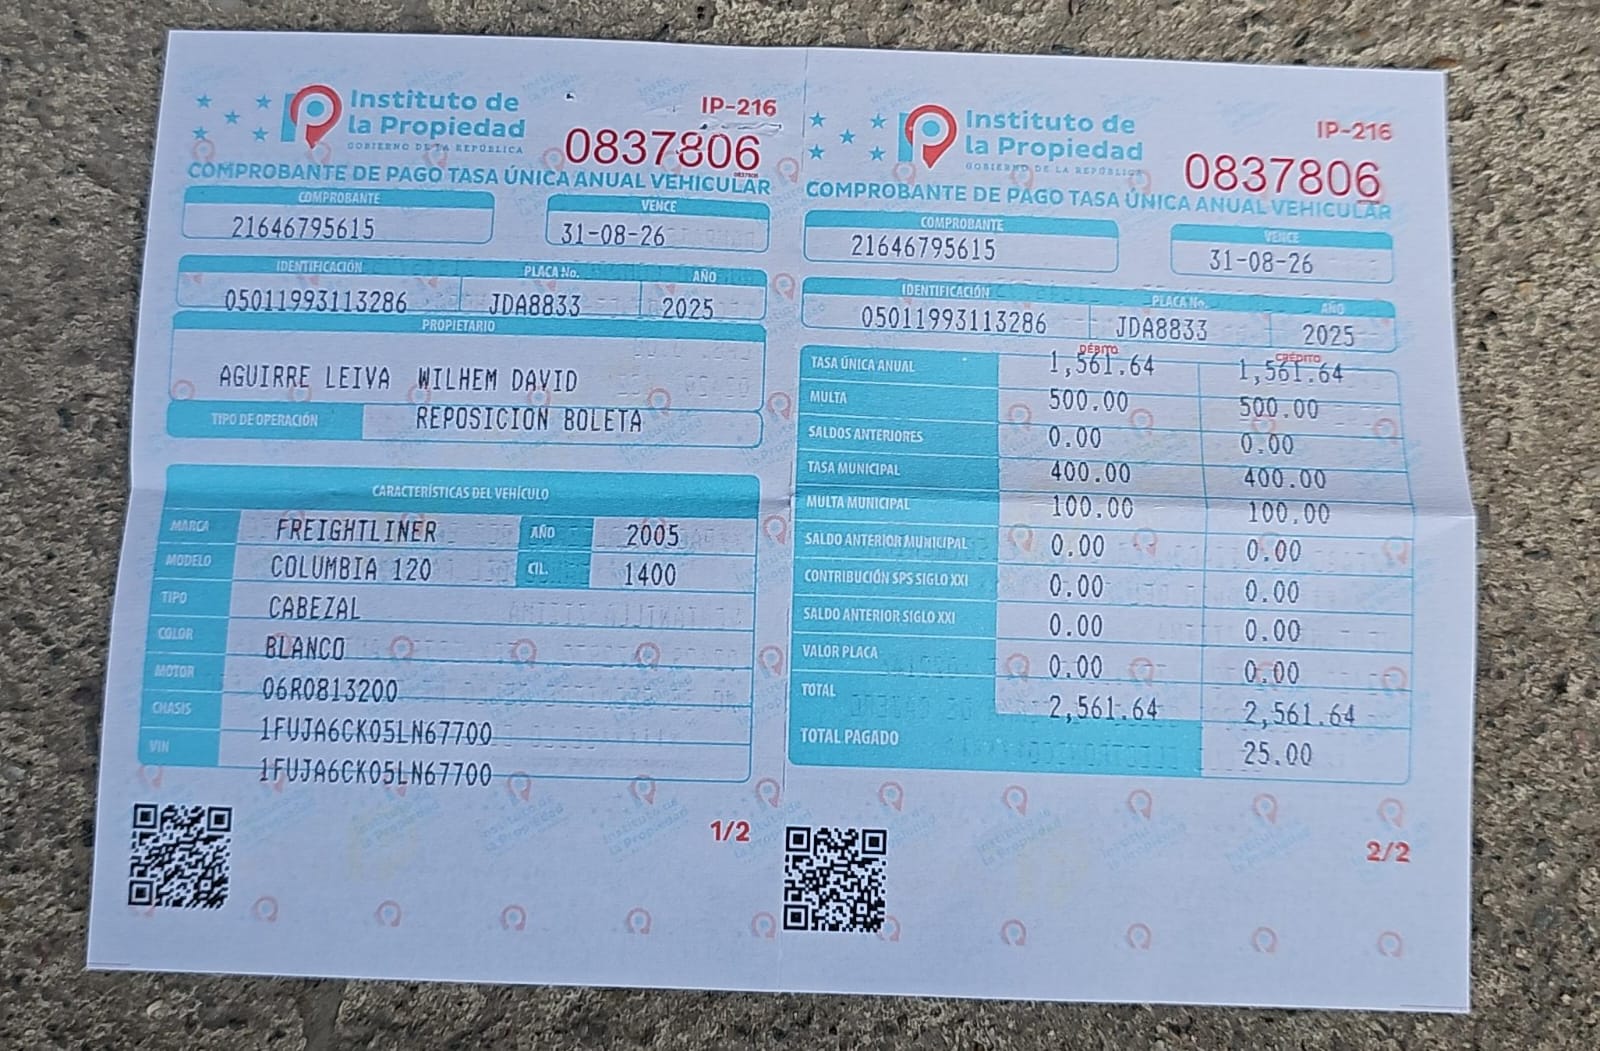 Instituto de
la Propiedad
GOBIERNO DE LA REPÚBLICA
IP-216
0837806
COMPROBANTE DE PAGO TASA ÚNICA ANUAL VEHICULAR
COMPROBANTE
21646795615
VENCE
31-08-26
IDENTIFICACIÓN
05011993113286
PLACA No.
JDA8833
AÑO
2025
PROPIETARIO
AGUIRRE LEIVA WILHEM DAVID
TIPO DE OPERACIÓN
REPOSICION BOLETA
CARACTERÍSTICAS DEL VEHÍCULO
MARCA FREIGHTLINER AÑO 2005
MODELO COLUMBIA 120 CIL. 1400
TIPO CABEZAL
COLOR BLANCO
MOTOR 06R0813200
CHASIS 1FUJA6CK05LN67700
VIN 1FUJA6CK05LN67700
1/2
Instituto de
la Propiedad
GOBIERNO DE LA REPÚBLICA
IP-216
0837806
COMPROBANTE DE PAGO TASA ÚNICA ANUAL VEHICULAR
COMPROBANTE
21646795615
VENCE
31-08-26
IDENTIFICACIÓN
05011993113286
PLACA No.
JDA8833
AÑO
2025
DÉBITO CRÉDITO
TASA ÚNICA ANUAL 1,561.64 1,561.64
MULTA 500.00 500.00
SALDOS ANTERIORES 0.00 0.00
TASA MUNICIPAL 400.00 400.00
MULTA MUNICIPAL 100.00 100.00
SALDO ANTERIOR MUNICIPAL 0.00 0.00
CONTRIBUCIÓN SPS SIGLO XXI 0.00 0.00
SALDO ANTERIOR SIGLO XXI 0.00 0.00
VALOR PLACA 0.00 0.00
TOTAL 2,561.64 2,561.64
TOTAL PAGADO 25.00
2/2